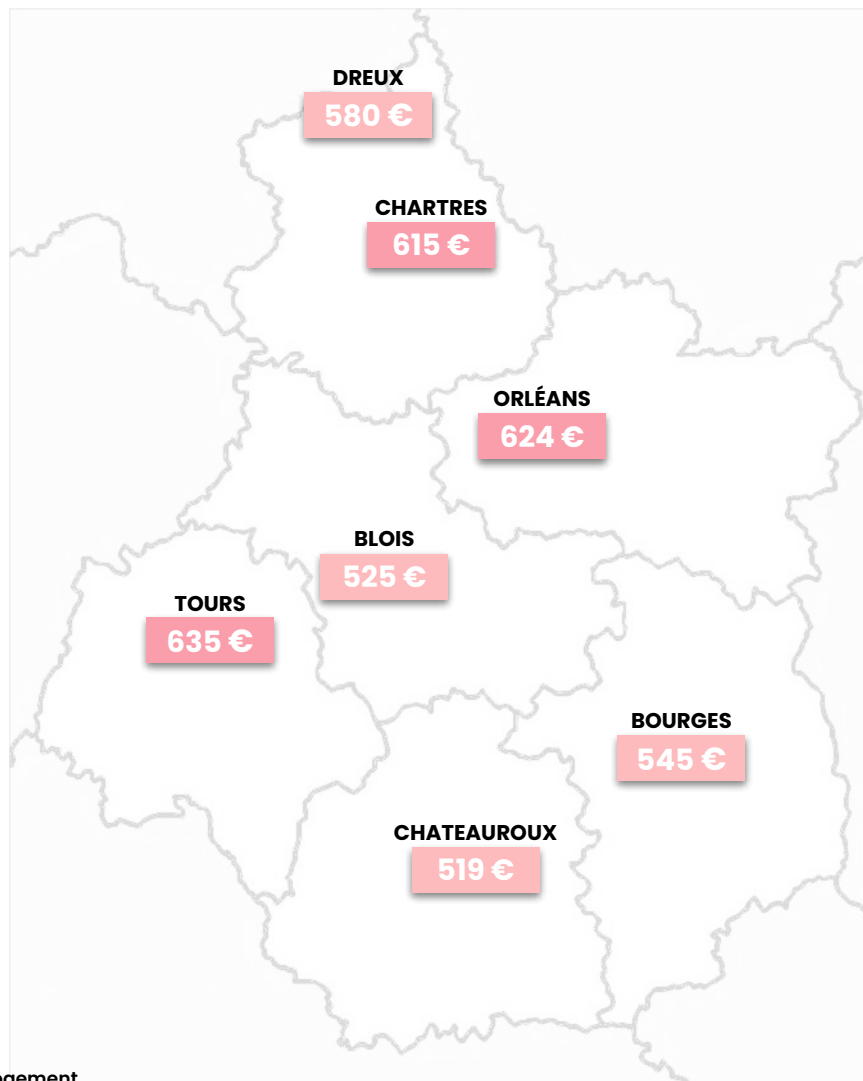 DREUX
580 €
CHARTRES
615 €
ORLÉANS
624 €
BLOIS
525 €
TOURS
635 €
BOURGES
545 €
CHATEAUROUX
519 €